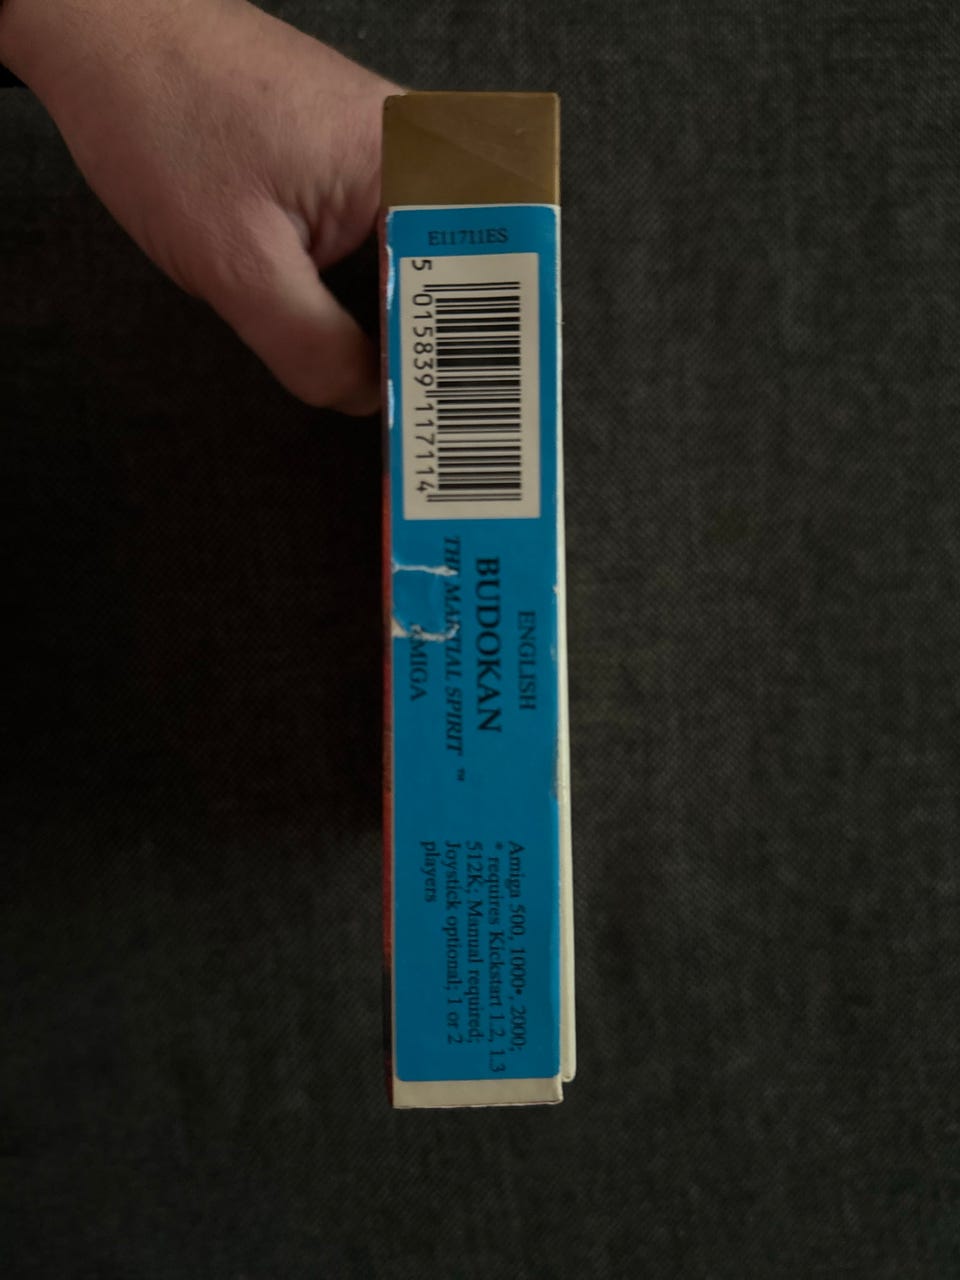 E11711ES
5 015839 117114
ENGLISH
BUDOKAN
THE MARTIAL SPIRIT ™
AMIGA
Amiga 500, 1000*, 2000;
* requires Kickstart 1.2, 1.3
512K; Manual required;
Joystick optional; 1 or 2
players